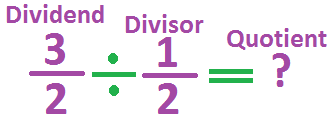 Dividend
Divisor
Quotient
3/2 ÷ 1/2 = ?